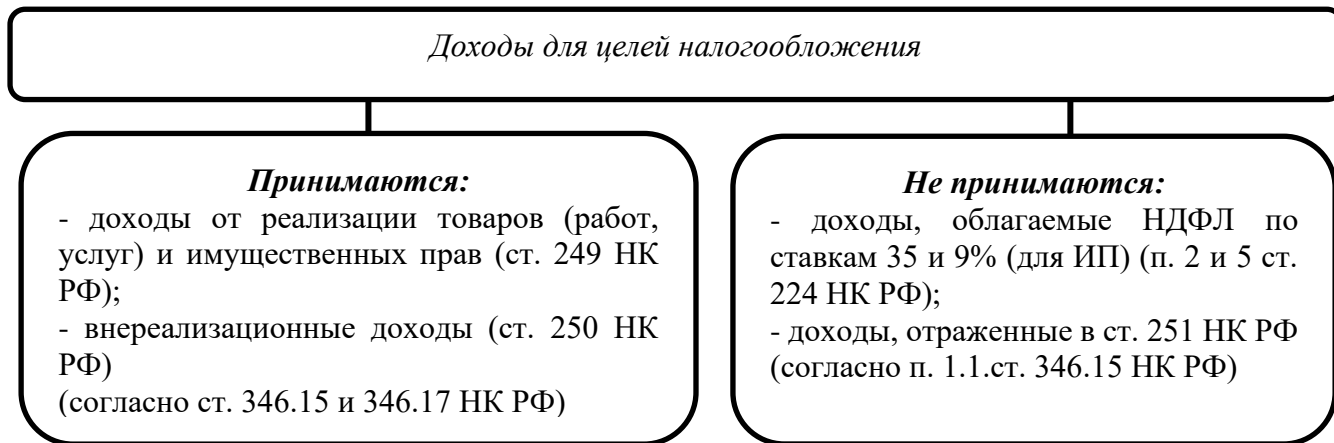 Доходы для целей налогообложения
Принимаются:
- доходы от реализации товаров (работ,
услуг) и имущественных прав (ст. 249 НК
РФ);
- внереализационные доходы (ст. 250 НК
РФ)
(согласно ст. 346.15 и 346.17 НК РФ)
Не принимаются:
- доходы, облагаемые НДФЛ по
ставкам 35 и 9% (для ИП) (п. 2 и 5 ст.
224 НК РФ);
- доходы, отраженные в ст. 251 НК РФ
(согласно п. 1.1.ст. 346.15 НК РФ)